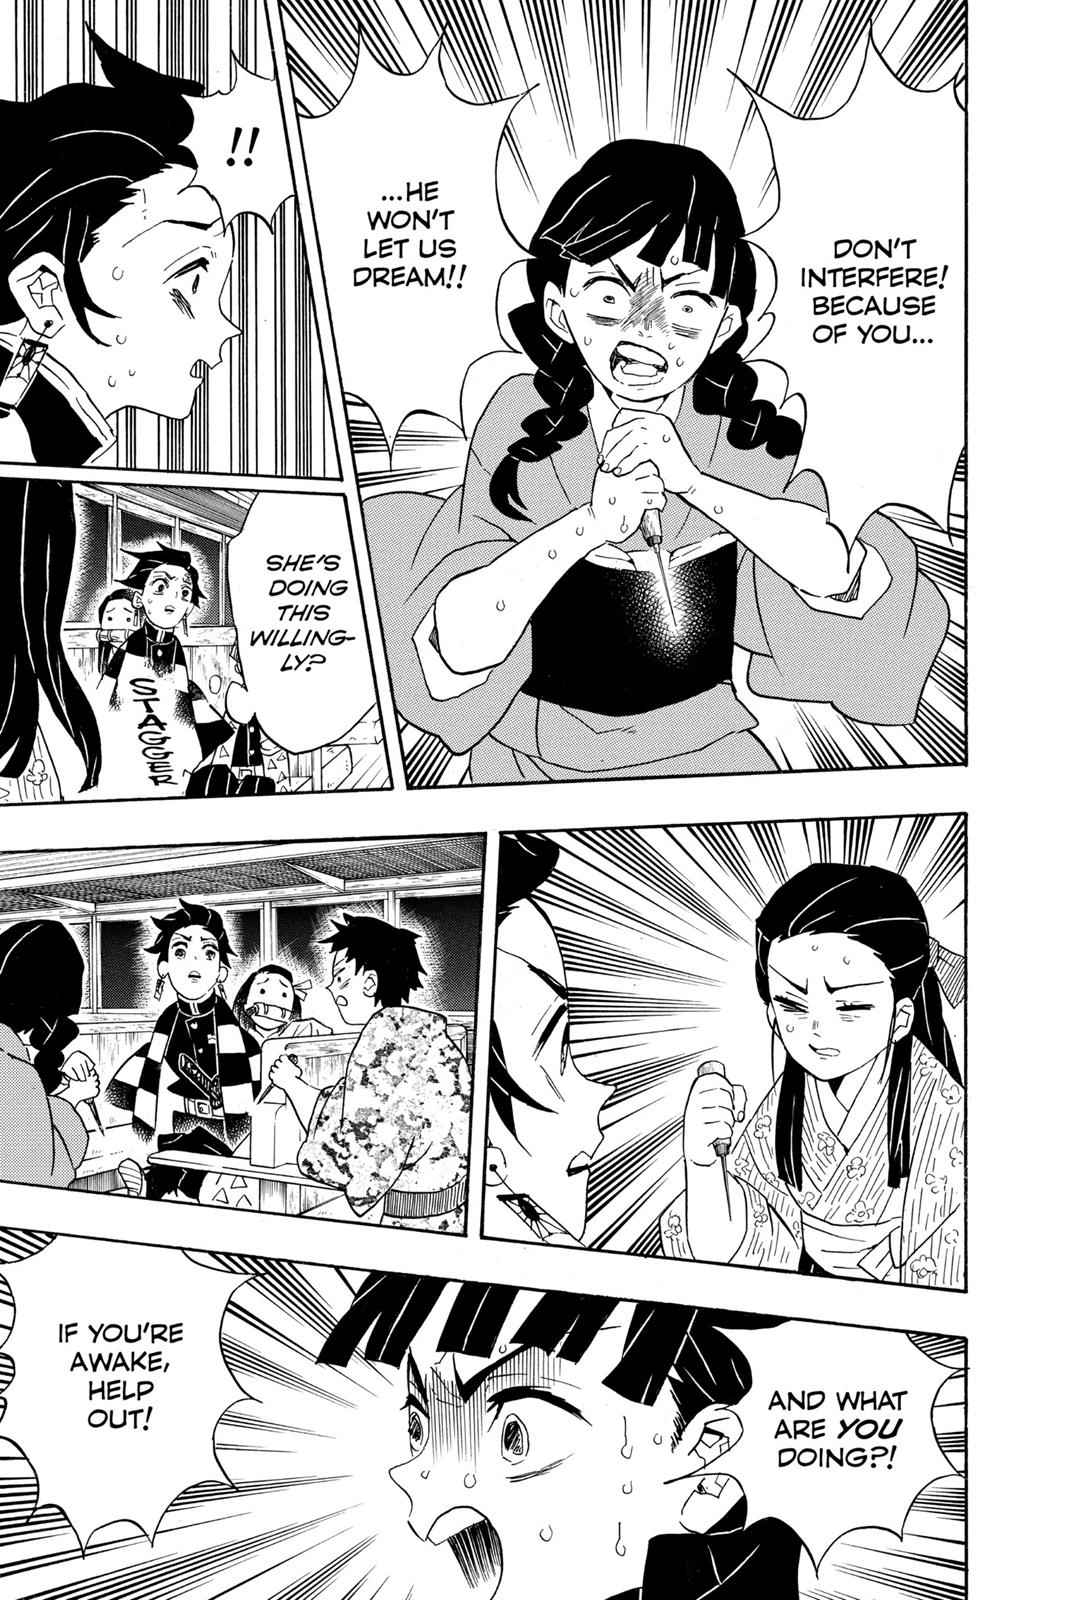 DON'T
INTERFERE!
BECAUSE
OF YOU...
...HE
WON'T
LET US
DREAM!!
!!
SHE'S
DOING
THIS
WILLING-
LY?
STAGGER
AND WHAT
ARE YOU
DOING?!
IF YOU'RE
AWAKE,
HELP
OUT!